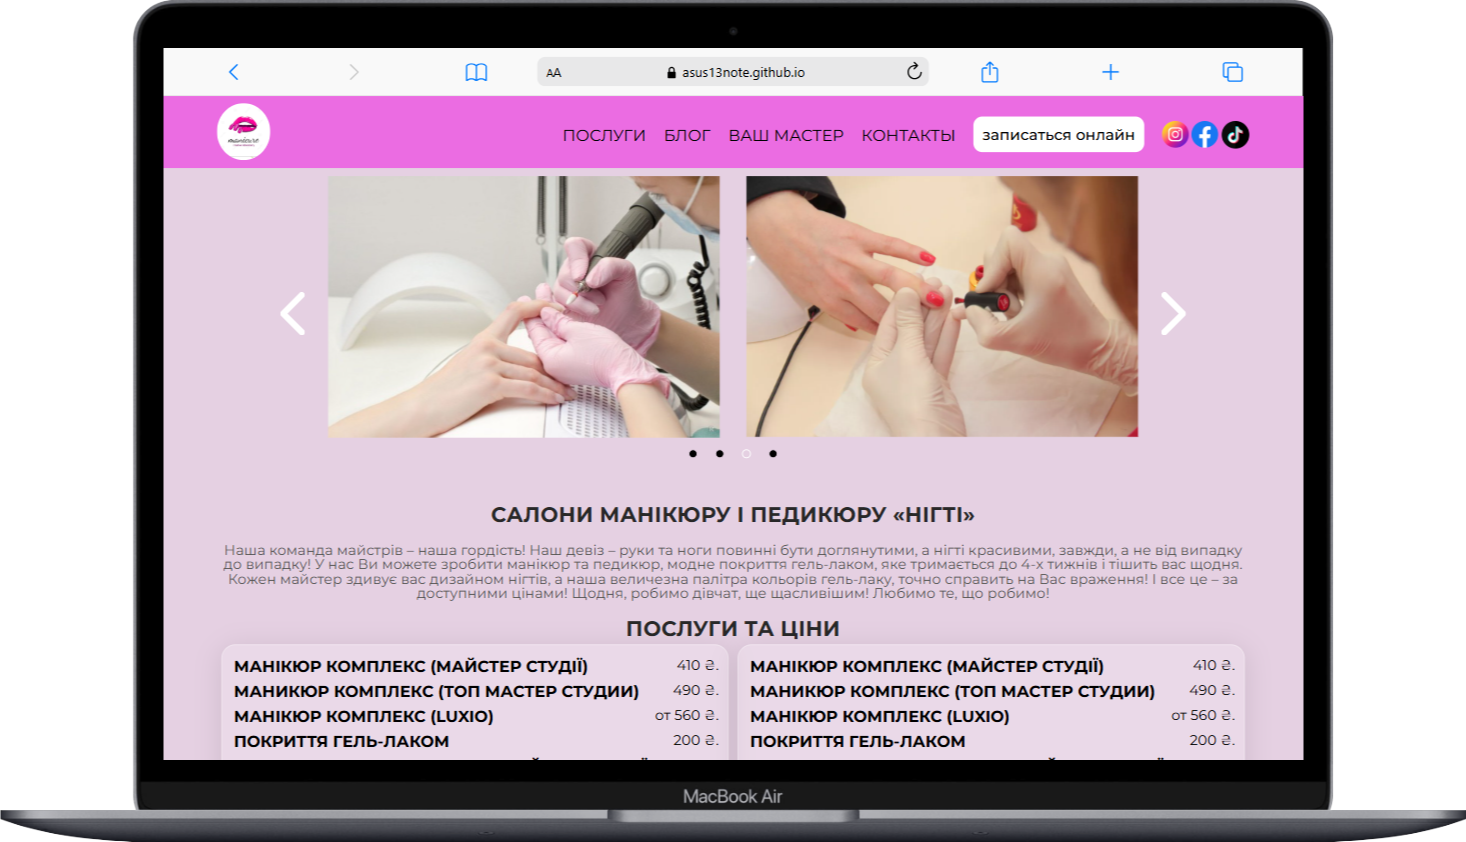 AA
asus13note.github.io
ПОСЛУГИ БЛОГ ВАШ МАСТЕР КОНТАКТЫ записаться онлайн
САЛОНИ МАНІКЮРУ І ПЕДИКЮРУ «НІГТІ»
Наша команда майстрів – наша гордість! Наш девіз – руки та ноги повинні бути доглянутими, а нігті красивими, завжди, а не від випадку
до випадку! У нас Ви можете зробити манікюр та педикюр, модне покриття гель-лаком, яке тримається до 4-х тижнів і тішить вас щодня.
Кожен майстер здивує вас дизайном нігтів, а наша величезна палітра кольорів гель-лаку, точно справить на Вас враження! І все це – за
доступними цінами! Щодня, робимо дівчат, ще щасливішим! Любимо те, що робимо!
ПОСЛУГИ ТА ЦІНИ
МАНІКЮР КОМПЛЕКС (МАЙСТЕР СТУДІЇ) 410 ₴.
МАНИКЮР КОМПЛЕКС (ТОП МАСТЕР СТУДИИ) 490 ₴.
МАНІКЮР КОМПЛЕКС (LUXIO) от 560 ₴.
ПОКРИТТЯ ГЕЛЬ-ЛАКОМ 200 ₴.
МАНІКЮР КОМПЛЕКС (МАЙСТЕР СТУДІЇ) 410 ₴.
МАНИКЮР КОМПЛЕКС (ТОП МАСТЕР СТУДИИ) 490 ₴.
МАНІКЮР КОМПЛЕКС (LUXIO) от 560 ₴.
ПОКРИТТЯ ГЕЛЬ-ЛАКОМ 200 ₴.
MacBook Air